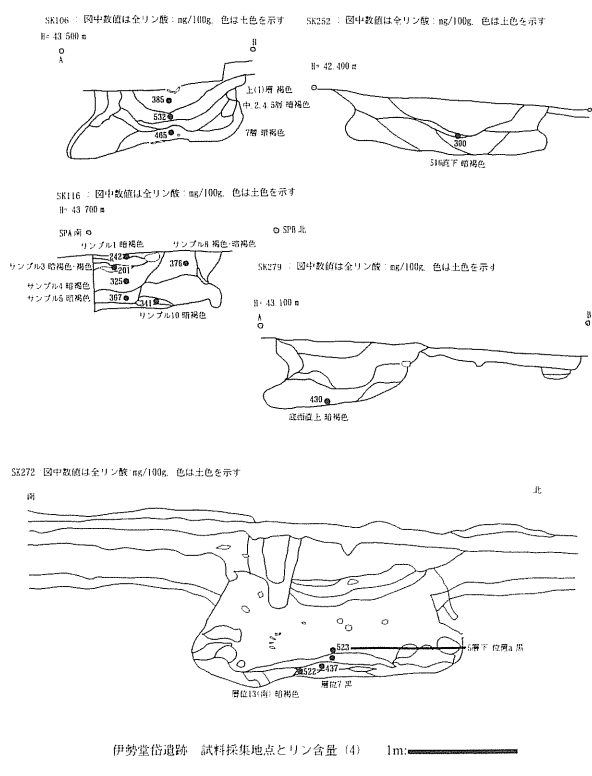 SK106 : 図中数値は全リン酸: mg/100g, 色は土色を示す
H= 43 500 m
A
B
385
532
465
上(1)層 褐色
中.2.4.5層 暗褐色
7層 暗褐色
SK252 : 図中数値は全リン酸: mg/100g, 色は土色を示す
H= 42.400 m
300
516直下 暗褐色
SK116 : 図中数値は全リン酸: mg/100g, 色は土色を示す
H= 43 700 m
SPA 南
SPB 北
サンプル1 暗褐色
サンプル8 褐色-暗褐色
サンプル3 暗褐色-褐色
サンプル4 暗褐色
サンプル5 暗褐色
サンプル10 暗褐色
242
201
325
367
341
376
SK279 : 図中数値は全リン酸: mg/100g, 色は土色を示す
H= 43.100 m
A
B
430
底面直上 暗褐色
SK272 図中数値は全リン酸 mg/100g, 色は土色を示す
南
北
523
5層下 位 a 黒
522
437
層位13(南) 暗褐色
層位7 黒
伊勢堂岱遺跡 試料採集地点とリン含量 (4) 1m: